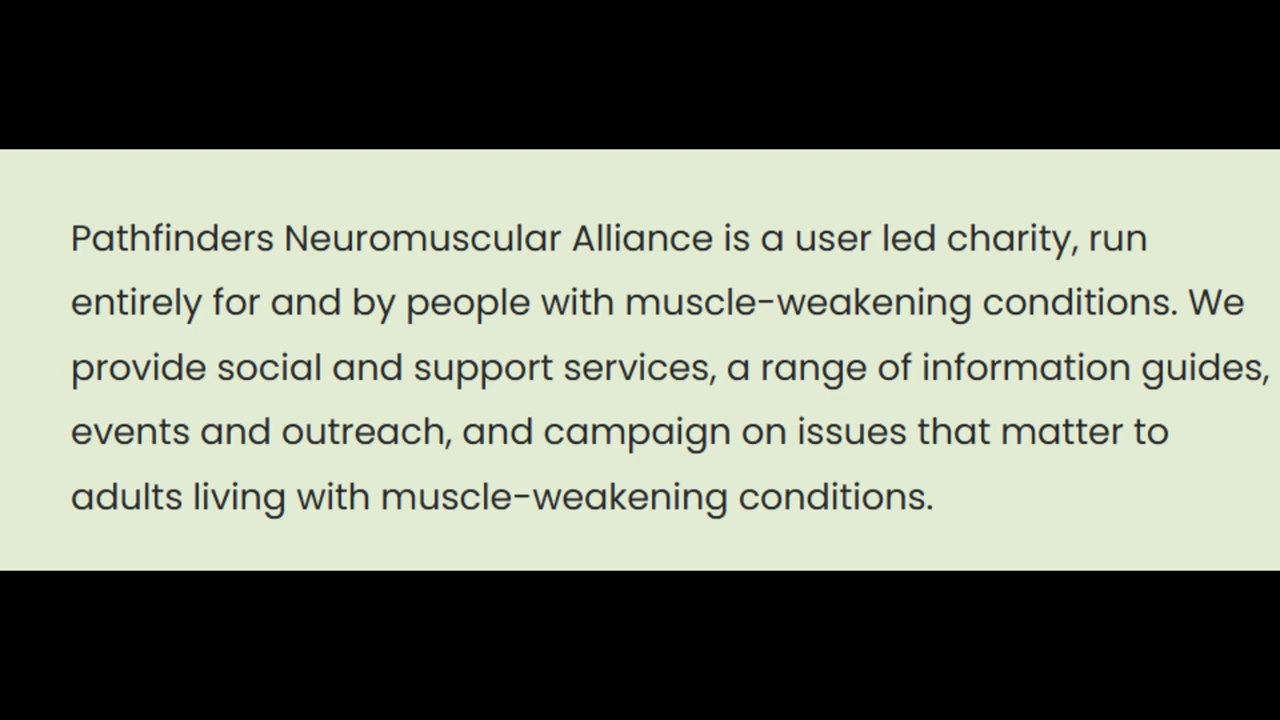 Pathfinders Neuromuscular Alliance is a user led charity, run
entirely for and by people with muscle-weakening conditions. We
provide social and support services, a range of information guides,
events and outreach, and campaign on issues that matter to
adults living with muscle-weakening conditions.